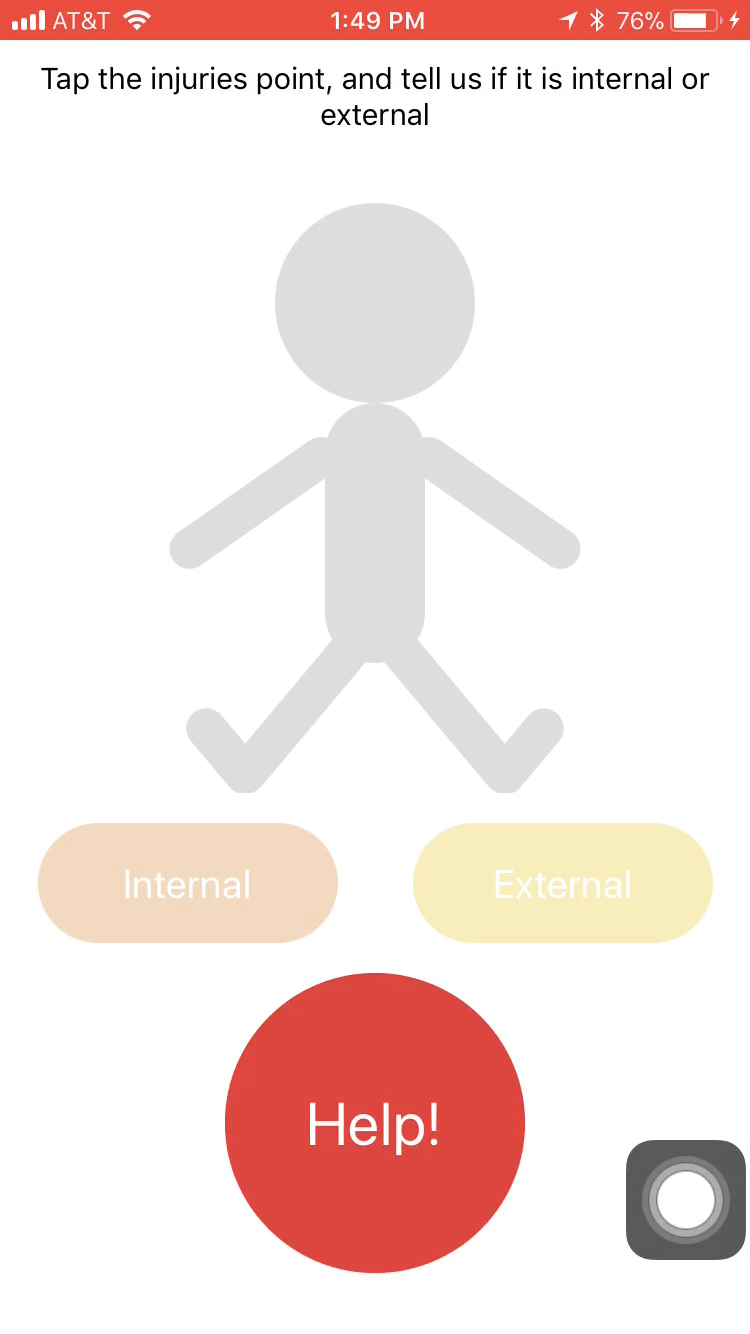 AT&T 1:49 PM 76%
Tap the injuries point, and tell us if it is internal or
external
Internal External
Help!